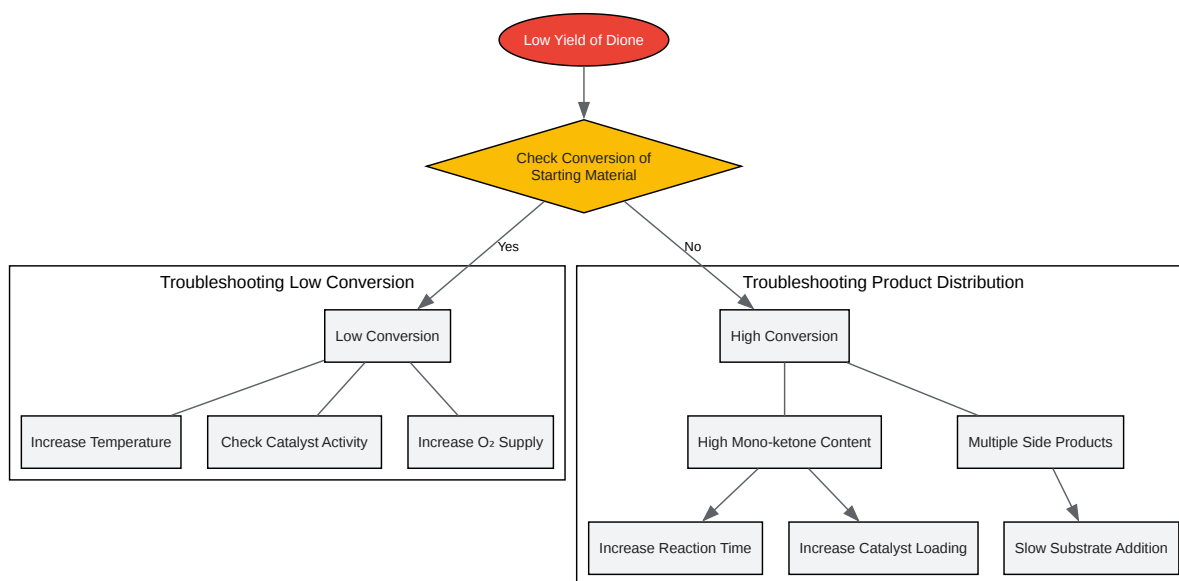 Low Yield of Dione
Check Conversion of
Starting Material
Yes
No
Troubleshooting Low Conversion
Troubleshooting Product Distribution
Low Conversion
High Conversion
Increase Temperature
Check Catalyst Activity
Increase O₂ Supply
High Mono-ketone Content
Multiple Side Products
Increase Reaction Time
Increase Catalyst Loading
Slow Substrate Addition